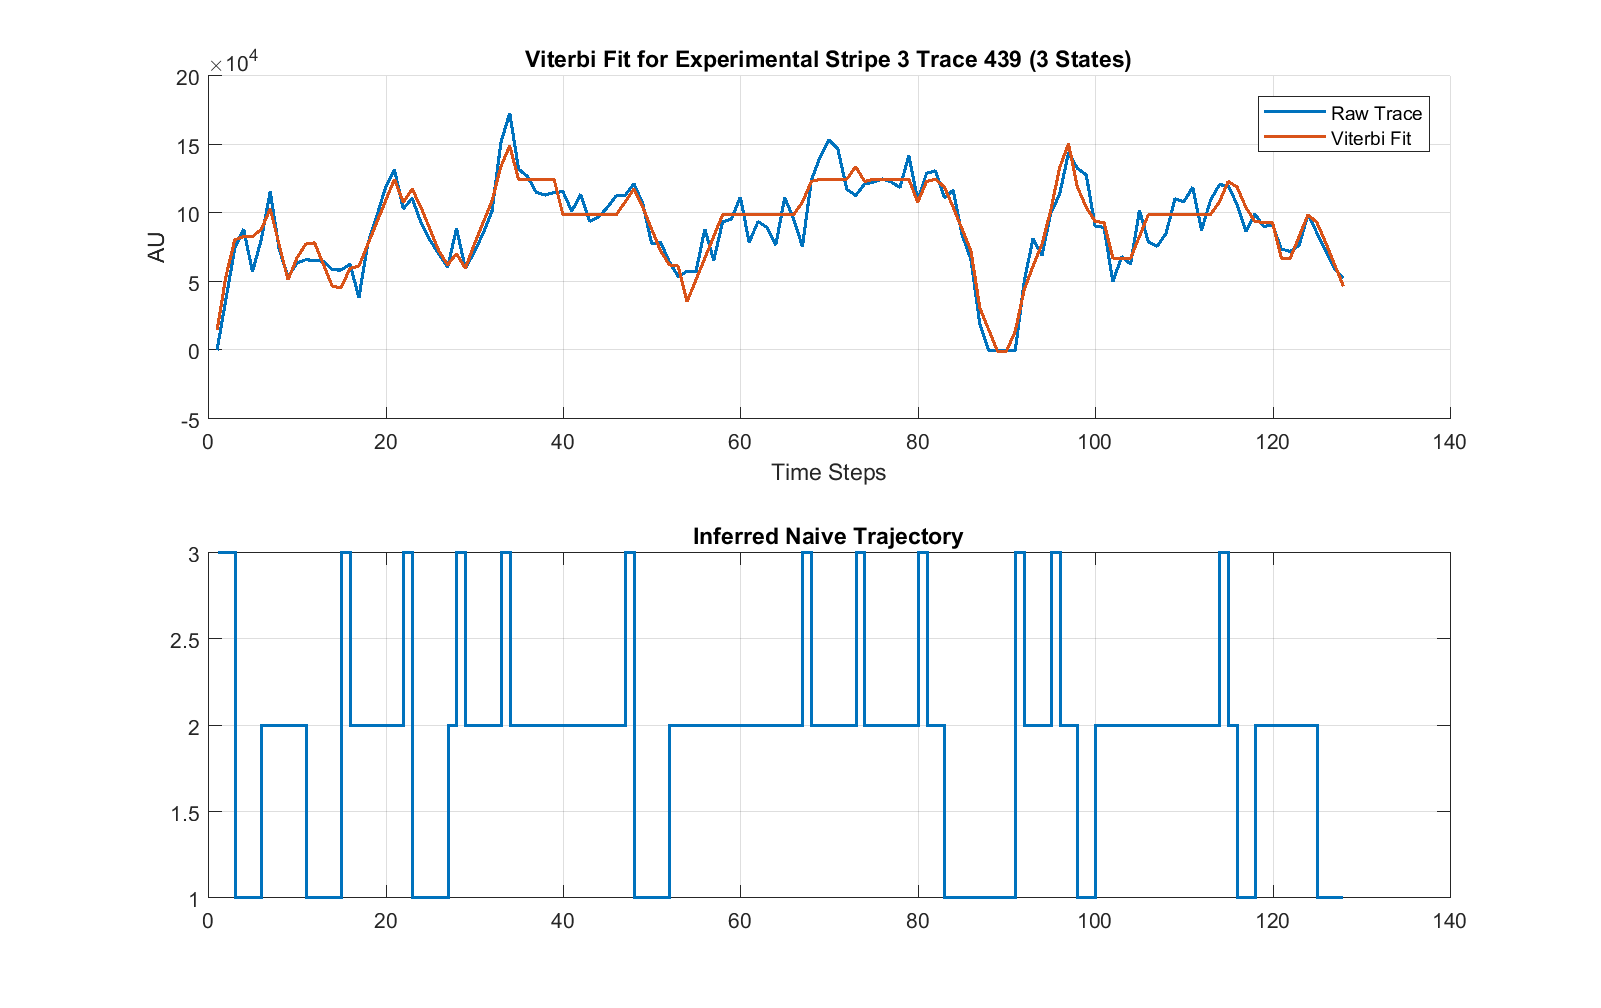 Viterbi Fit for Experimental Stripe 3 Trace 439 (3 States)
×10^4
20
15
10
5
0
-5
AU
Raw Trace
Viterbi Fit
0 20 40 60 80 100 120 140
Time Steps
Inferred Naive Trajectory
3
2.5
2
1.5
1
0 20 40 60 80 100 120 140